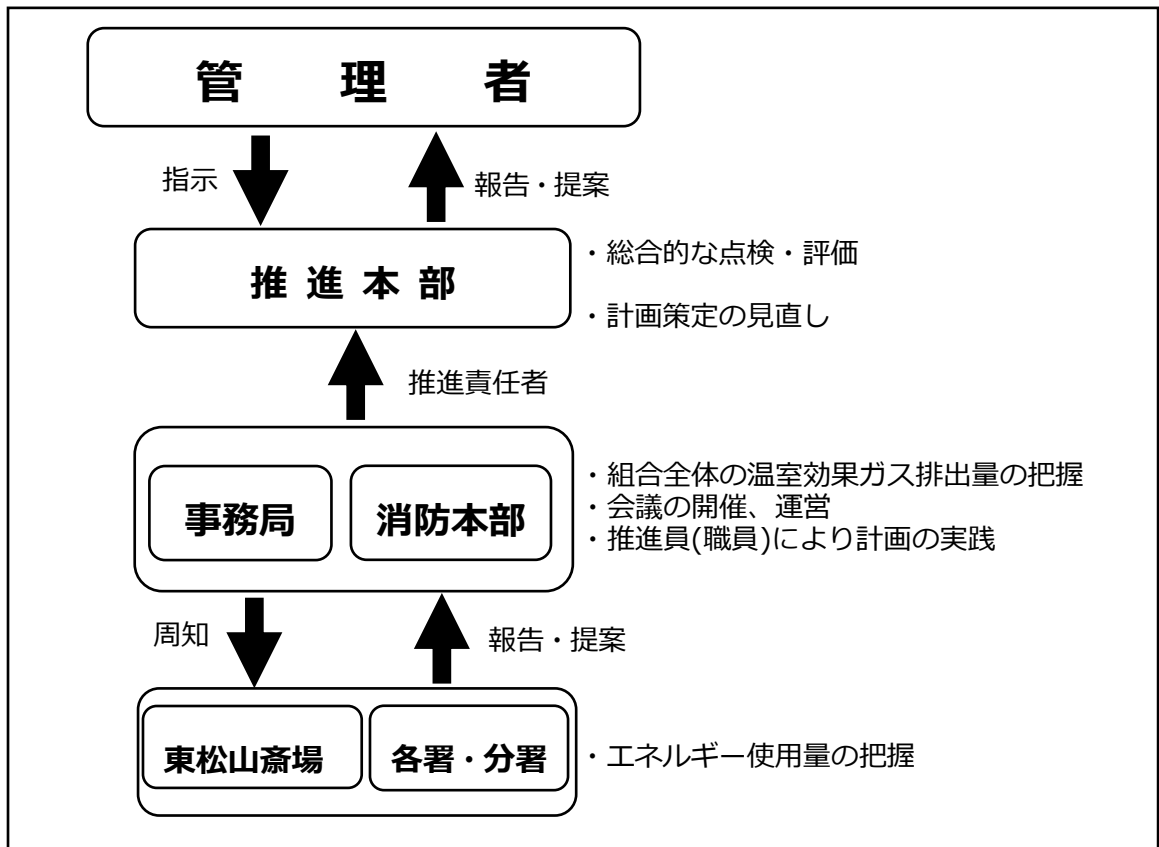 管　理　者
指示
報告・提案
推 進 本 部
・総合的な点検・評価
・計画策定の見直し
推進責任者
事務局
消防本部
・組合全体の温室効果ガス排出量の把握
・会議の開催、運営
・推進員(職員)により計画の実践
周知
報告・提案
東松山斎場
各署・分署
・エネルギー使用量の把握